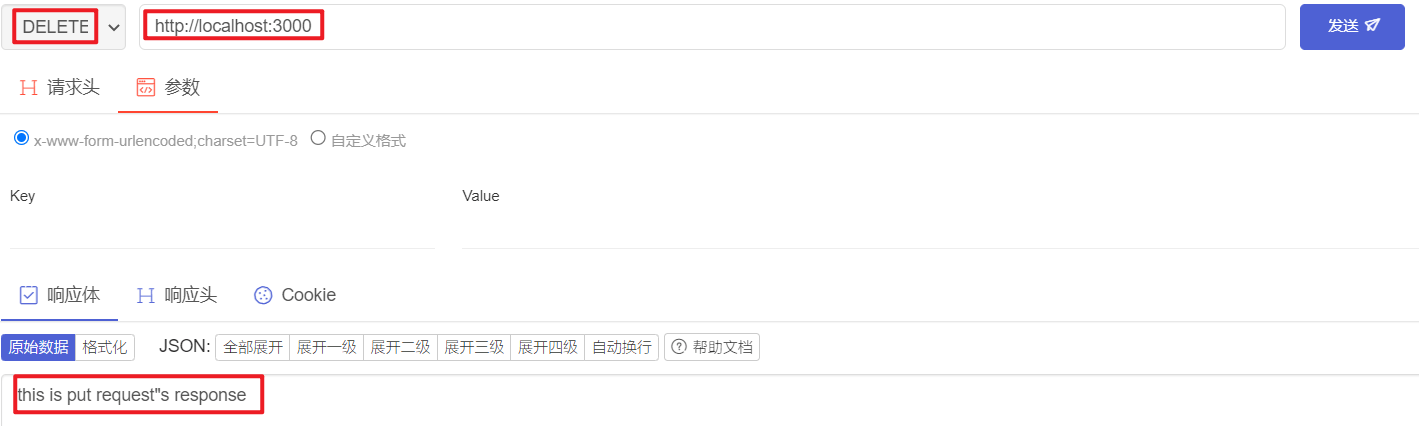 DELETE http://localhost:3000 发送
请求头 参数
x-www-form-urlencoded;charset=UTF-8 自定义格式
Key Value
响应体 响应头 Cookie
原始数据 格式化 JSON: 全部展开 展开一级 展开二级 展开三级 展开四级 自动换行 帮助文档
this is put request"s response